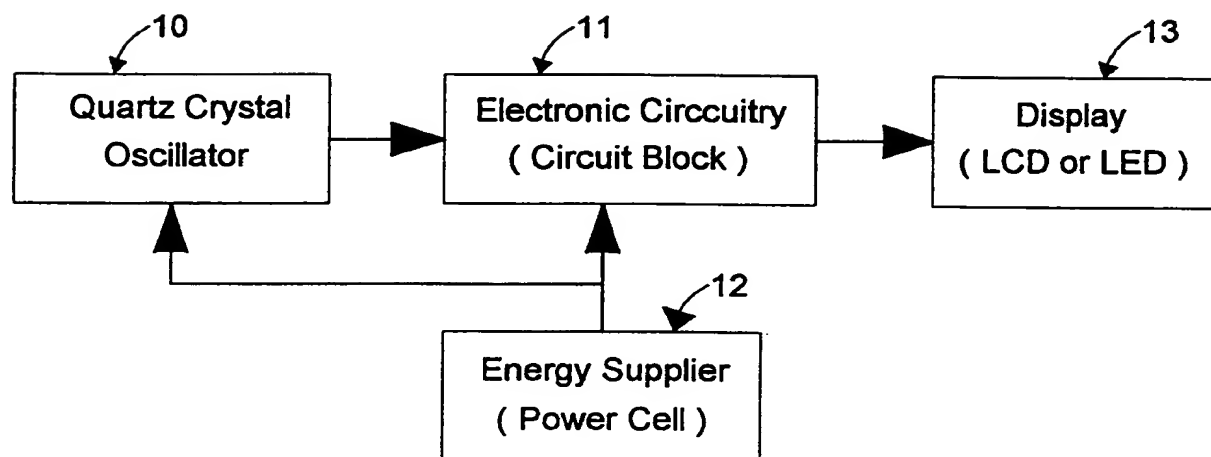 10
Quartz Crystal
Oscillator
11
Electronic Circcuitry
( Circuit Block )
13
Display
( LCD or LED )
12
Energy Supplier
( Power Cell )